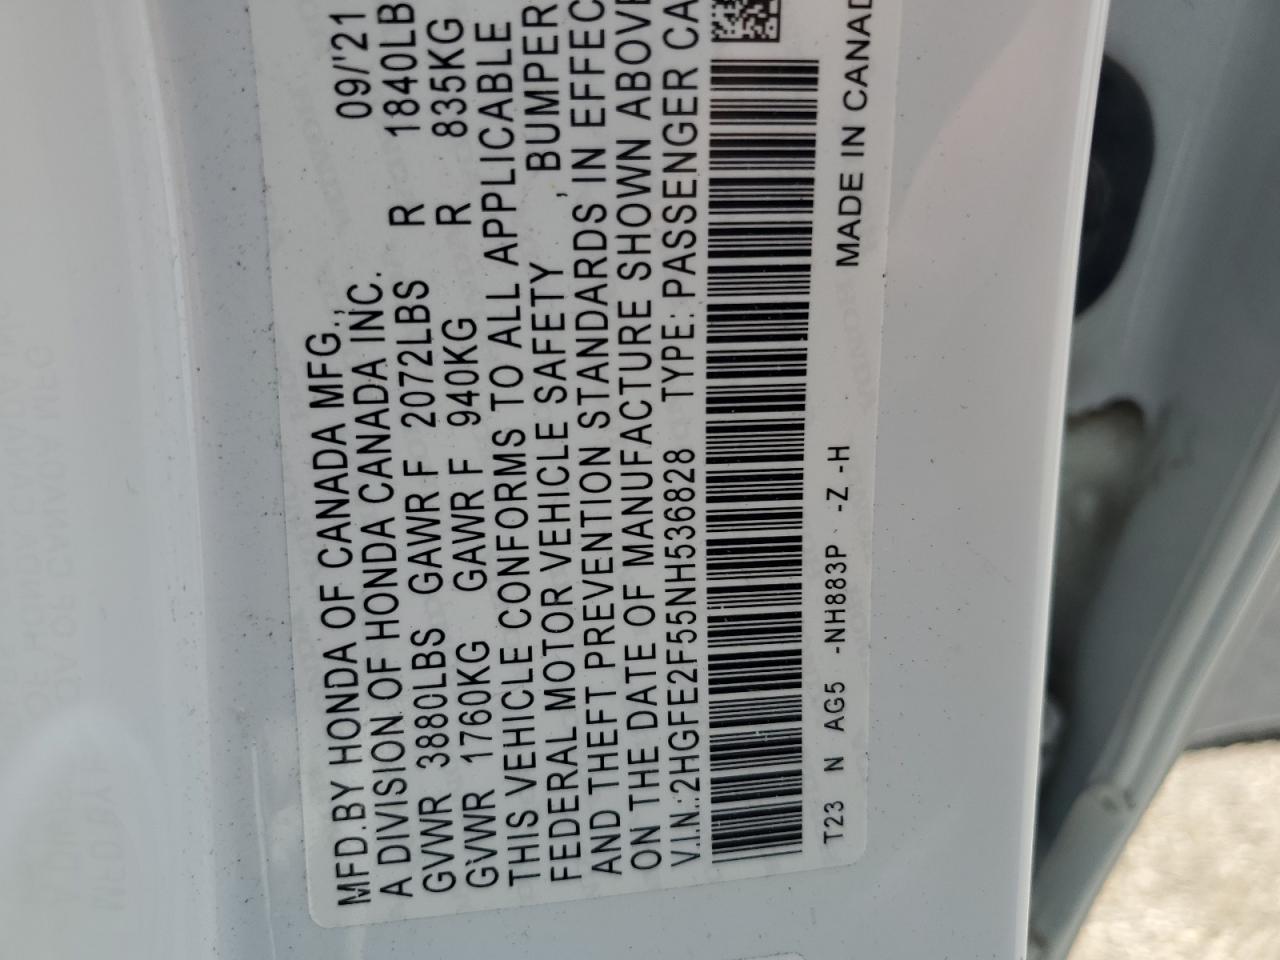 MFD.BY HONDA OF CANADA MFG., 09/'21
A DIVISION OF HONDA CANADA INC.
GVWR 3880LBS GAWR F 2072LBS R 1840LB
GVWR 1760KG GAWR F 940KG R 835KG
THIS VEHICLE CONFORMS TO ALL APPLICABLE
FEDERAL MOTOR VEHICLE SAFETY, BUMPER
AND THEFT PREVENTION STANDARDS IN EFFEC
ON THE DATE OF MANUFACTURE SHOWN ABOVE
V.I.N.:2HGFE2F55NH536828 TYPE: PASSENGER CA
T23 N AG5 -NH883P -Z -H
MADE IN CANAD